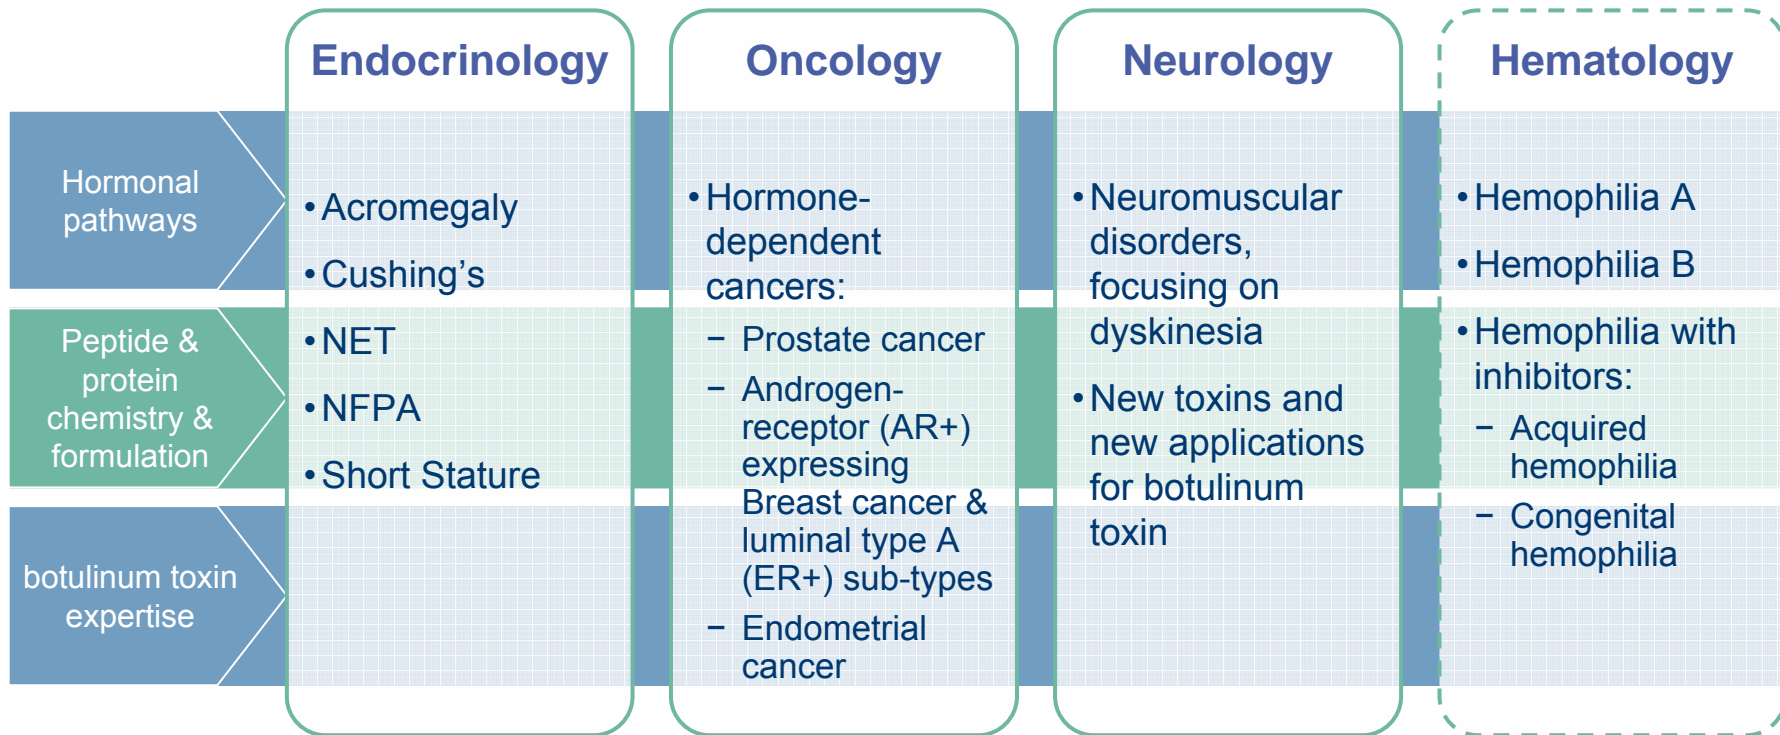 Endocrinology
Oncology
Neurology
Hematology
Hormonal
pathways
Peptide &
protein
chemistry &
formulation
botulinum toxin
expertise
•Acromegaly
•Cushing’s
•NET
•NFPA
•Short Stature
•Hormone-
dependent
cancers:
– Prostate cancer
– Androgen-
receptor (AR+)
expressing
Breast cancer &
luminal type A
(ER+) sub-types
– Endometrial
cancer
•Neuromuscular
disorders,
focusing on
dyskinesia
•New toxins and
new applications
for botulinum
toxin
•Hemophilia A
•Hemophilia B
•Hemophilia with
inhibitors:
– Acquired
hemophilia
– Congenital
hemophilia